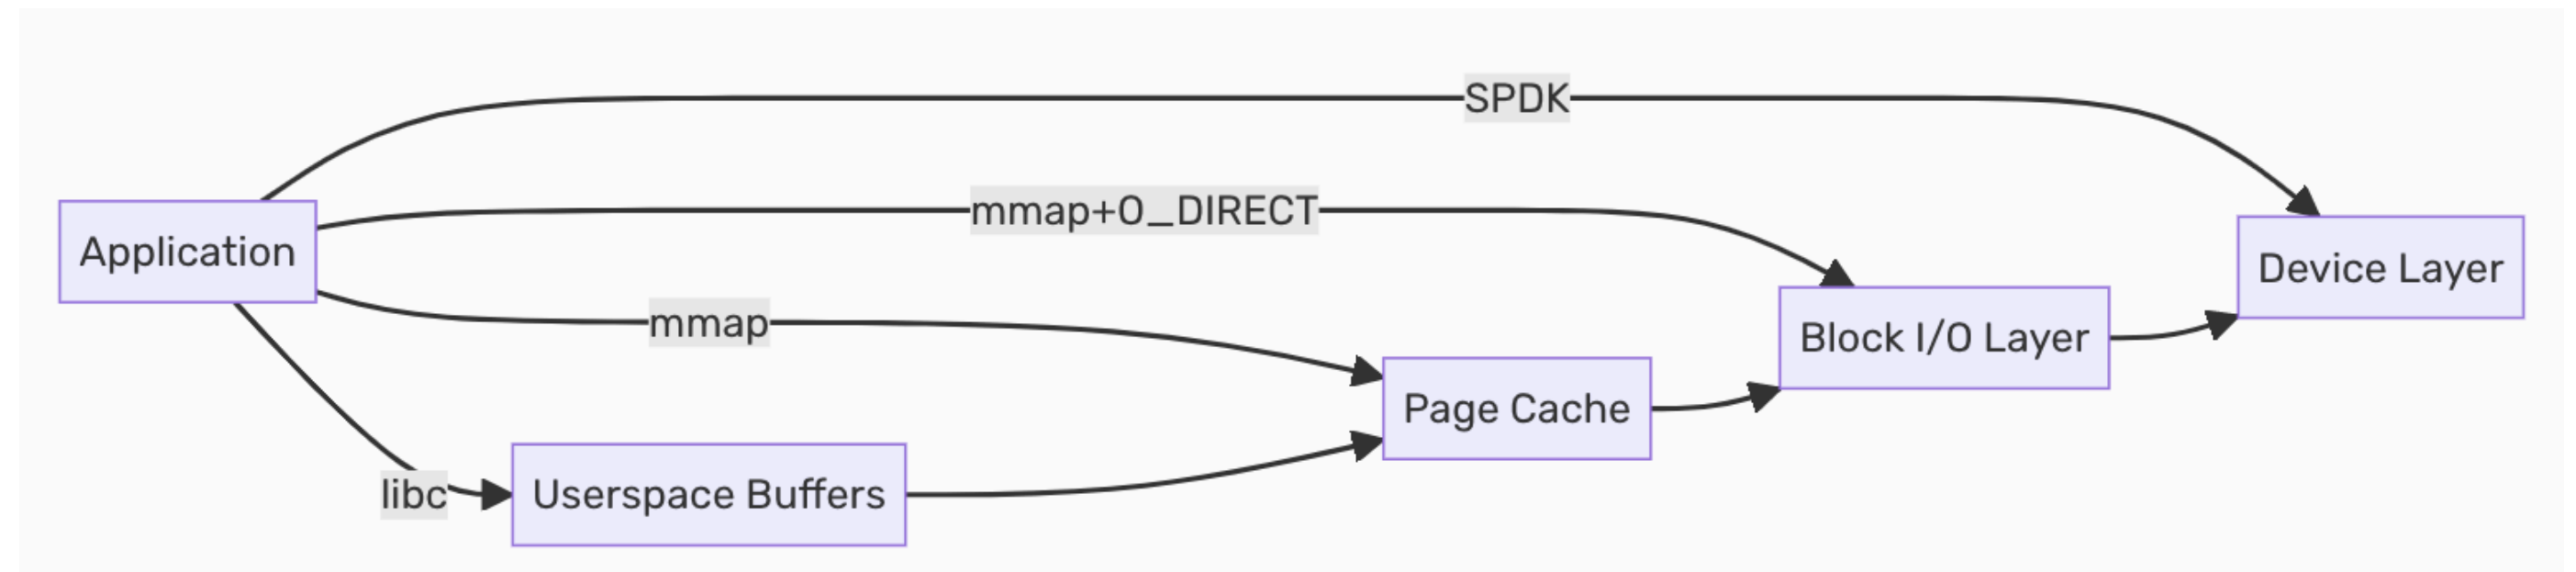 SPDK
mmap+O_DIRECT
Application
Device Layer
mmap
Block I/O Layer
Page Cache
libc
Userspace Buffers